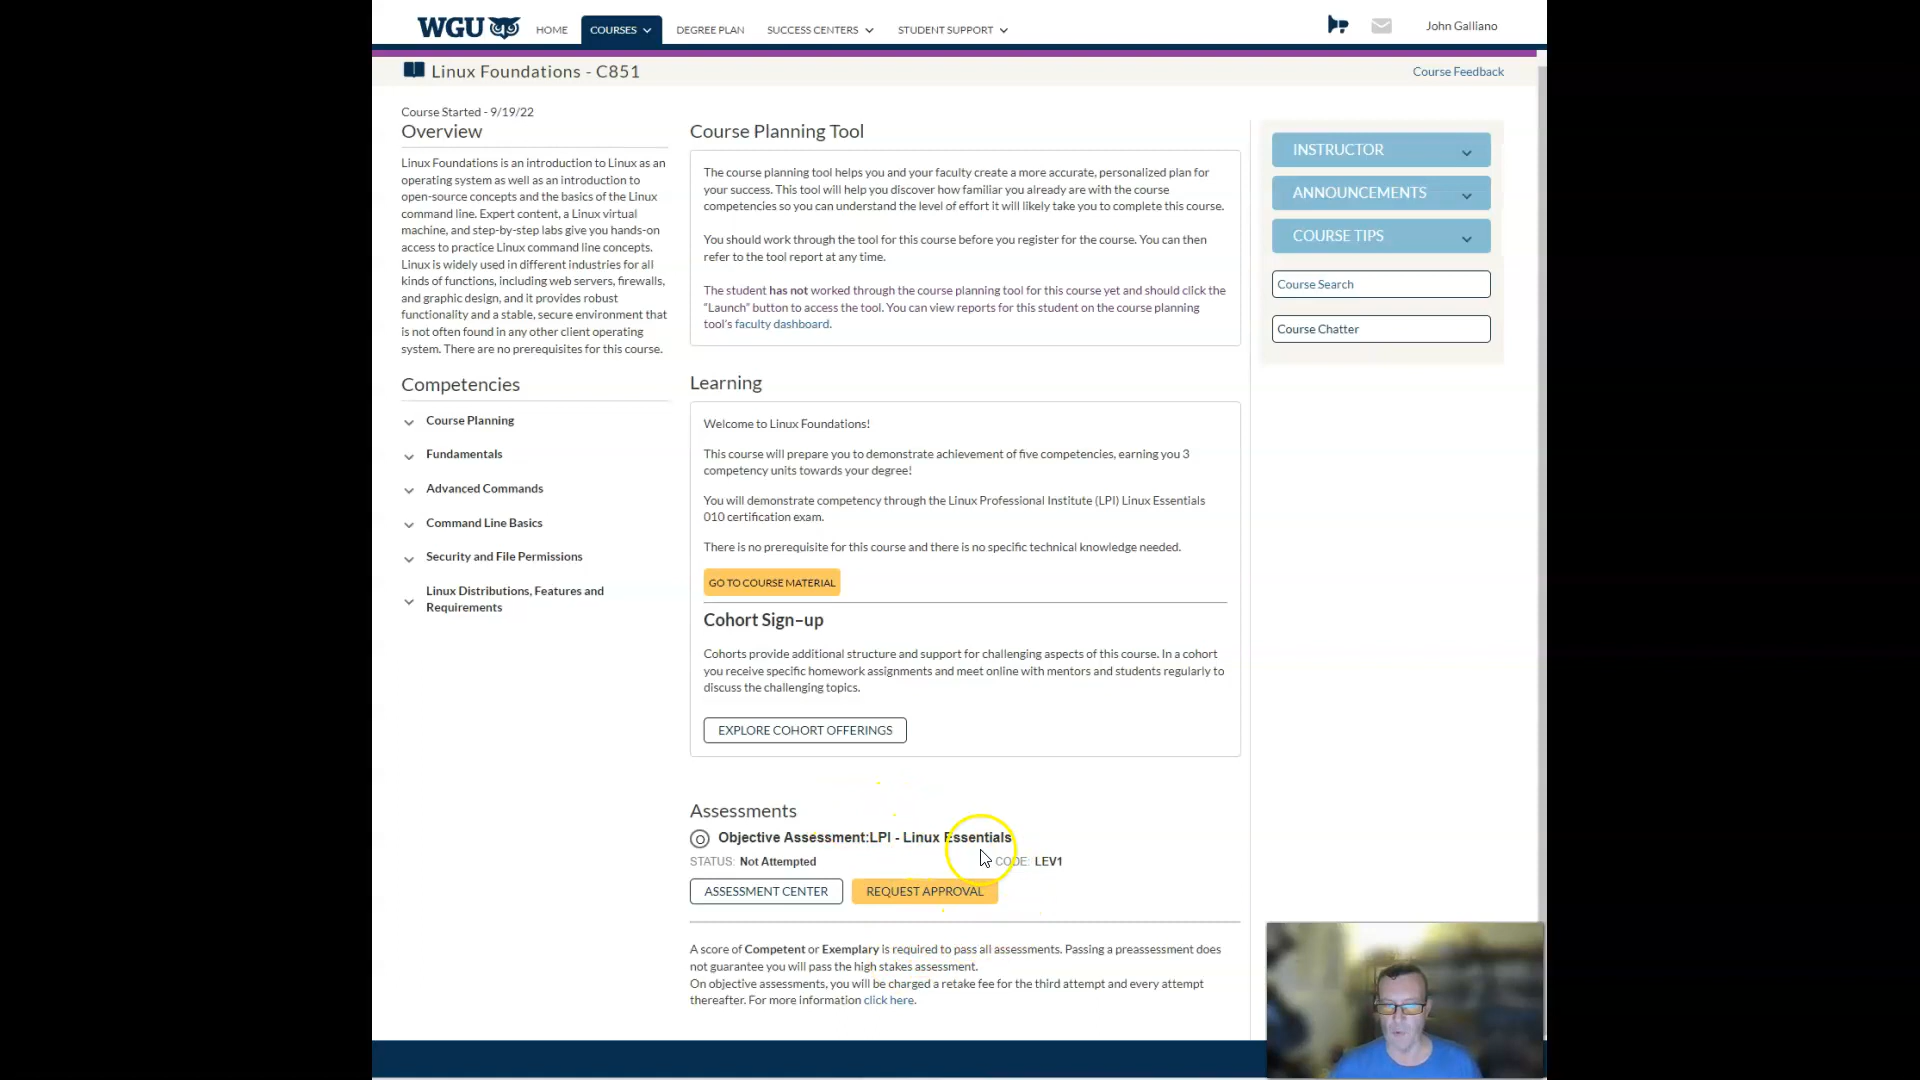 WGU
HOME
COURSES
DEGREE PLAN
SUCCESS CENTERS
STUDENT SUPPORT
John Galliano
Linux Foundations - C851
Course Feedback
Course Started - 9/19/22
Overview
Linux Foundations is an introduction to Linux as an
operating system as well as an introduction to
open-source concepts and the basics of the Linux
command line. Expert content, a Linux virtual
machine, and step-by-step labs give you hands-on
access to practice Linux command line concepts.
Linux is widely used in different industries for all
kinds of functions, including web servers, firewalls,
and graphic design, and it provides robust
functionality and a stable, secure environment that
is not often found in any other client operating
system. There are no prerequisites for this course.
Competencies
Course Planning
Fundamentals
Advanced Commands
Command Line Basics
Security and File Permissions
Linux Distributions, Features and
Requirements
Course Planning Tool
The course planning tool helps you and your faculty create a more accurate, personalized plan for
your success. This tool will help you discover how familiar you already are with the course
competencies so you can understand the level of effort it will likely take you to complete this course.
You should work through the tool for this course before you register for the course. You can then
refer to the tool report at any time.
The student has not worked through the course planning tool for this course yet and should click the
"Launch" button to access the tool. You can view reports for this student on the course planning
tool's faculty dashboard.
Learning
Welcome to Linux Foundations!
This course will prepare you to demonstrate achievement of five competencies, earning you 3
competency units towards your degree!
You will demonstrate competency through the Linux Professional Institute (LPI) Linux Essentials
010 certification exam.
There is no prerequisite for this course and there is no specific technical knowledge needed.
GO TO COURSE MATERIAL
Cohort Sign-up
Cohorts provide additional structure and support for challenging aspects of this course. In a cohort
you receive specific homework assignments and meet online with mentors and students regularly to
discuss the challenging topics.
EXPLORE COHORT OFFERINGS
Assessments
O Objective Assessment:LPI - Linux Essentials
STATUS: Not Attempted CODE: LEV1
ASSESSMENT CENTER
REQUEST APPROVAL
A score of Competent or Exemplary is required to pass all assessments. Passing a preassessment does
not guarantee you will pass the high stakes assessment.
On objective assessments, you will be charged a retake fee for the third attempt and every attempt
thereafter. For more information click here.
INSTRUCTOR
ANNOUNCEMENTS
COURSE TIPS
Course Search
Course Chatter